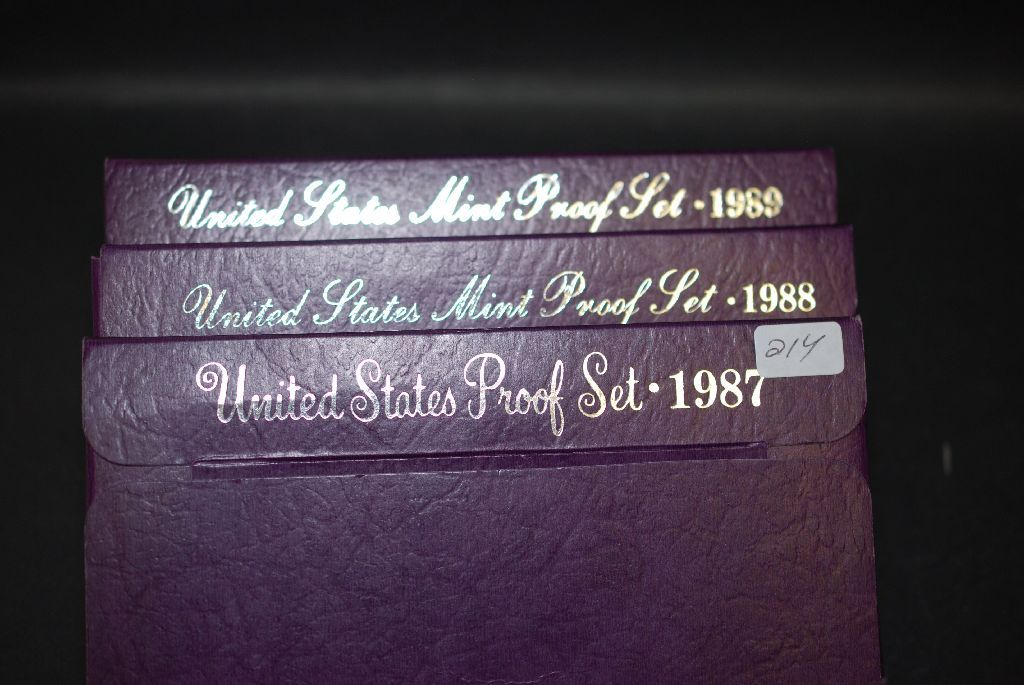 United States Mint Proof Set · 1989
United States Mint Proof Set · 1988
214
United States Proof Set · 1987